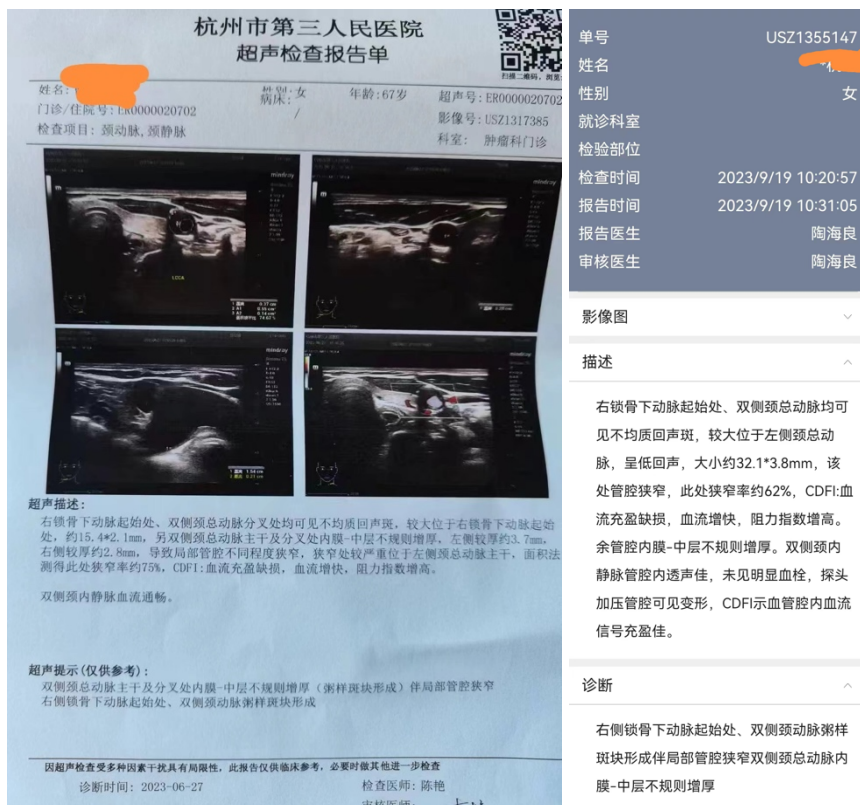 杭州市第三人民医院
超声检查报告单
扫描二维码，浏览
姓名：
性别：女
年龄：67岁
超声号：ER0000020702
病床：
/
门诊/住院号：ER0000020702
影像号：USZ1317385
检查项目：颈动脉,颈静脉
科室： 肿瘤科门诊
mindray
mindray
LCCA
mindray
mindray
超声描述：
右锁骨下动脉起始处、双侧颈总动脉分叉处均可见不均质回声斑，较大位于右锁骨下动脉起始
处，约15.4*2.1mm，另双侧颈总动脉主干及分叉处内膜-中层不规则增厚，左侧较厚约3.7mm，
右侧较厚约2.8mm，导致局部管腔不同程度狭窄，狭窄处较严重位于左侧颈总动脉主干，面积法
测得此处狭窄率约75%，CDFI:血流充盈缺损，血流增快，阻力指数增高。
双侧颈内静脉血流通畅。
超声提示(仅供参考)：
双侧颈总动脉主干及分叉处内膜-中层不规则增厚（粥样斑块形成）伴局部管腔狭窄
右侧锁骨下动脉起始处、双侧颈动脉粥样斑块形成
因超声检查受多种因素干扰具有局限性，此报告仅供临床参考，必要时做其他进一步检查
诊断时间：2023-06-27
检查医师：陈艳
单号
USZ1355147
姓名
性别
女
就诊科室
检验部位
检查时间
2023/9/19 10:20:57
报告时间
2023/9/19 10:31:05
报告医生
陶海良
审核医生
陶海良
影像图
描述
右锁骨下动脉起始处、双侧颈总动脉均可
见不均质回声斑，较大位于左侧颈总动
脉，呈低回声，大小约32.1*3.8mm，该
处管腔狭窄，此处狭窄率约62%，CDFI:血
流充盈缺损，血流增快，阻力指数增高。
余管腔内膜-中层不规则增厚。双侧颈内
静脉管腔内透声佳，未见明显血栓，探头
加压管腔可见变形，CDFI示血管腔内血流
信号充盈佳。
诊断
右侧锁骨下动脉起始处、双侧颈动脉粥样
斑块形成伴局部管腔狭窄双侧颈总动脉内
膜-中层不规则增厚